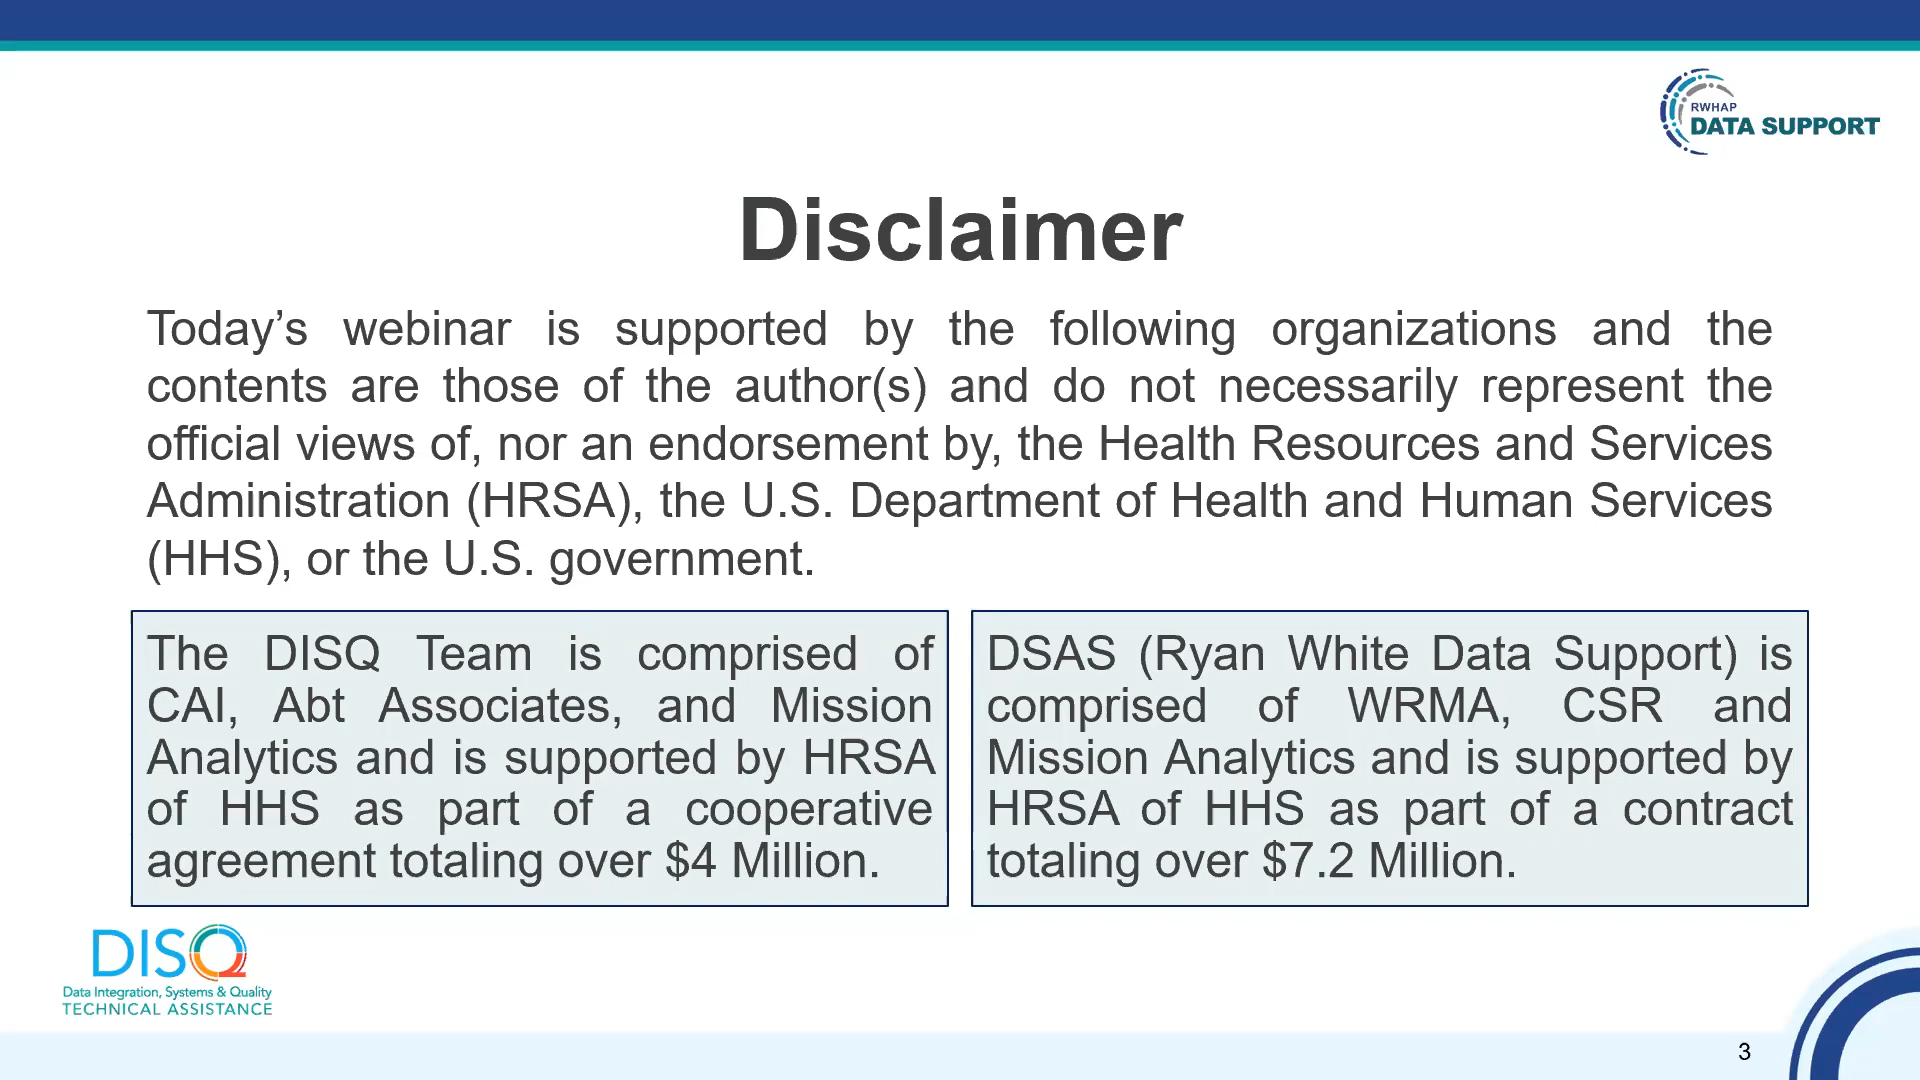 RWHAP
DATA SUPPORT
Disclaimer
Today’s webinar is supported by the following organizations and the
contents are those of the author(s) and do not necessarily represent the
official views of, nor an endorsement by, the Health Resources and Services
Administration (HRSA), the U.S. Department of Health and Human Services
(HHS), or the U.S. government.
The DISQ Team is comprised of
CAI, Abt Associates, and Mission
Analytics and is supported by HRSA
of HHS as part of a cooperative
agreement totaling over $4 Million.
DSAS (Ryan White Data Support) is
comprised of WRMA, CSR and
Mission Analytics and is supported by
HRSA of HHS as part of a contract
totaling over $7.2 Million.
DISQ
Data Integration, Systems & Quality
TECHNICAL ASSISTANCE
3